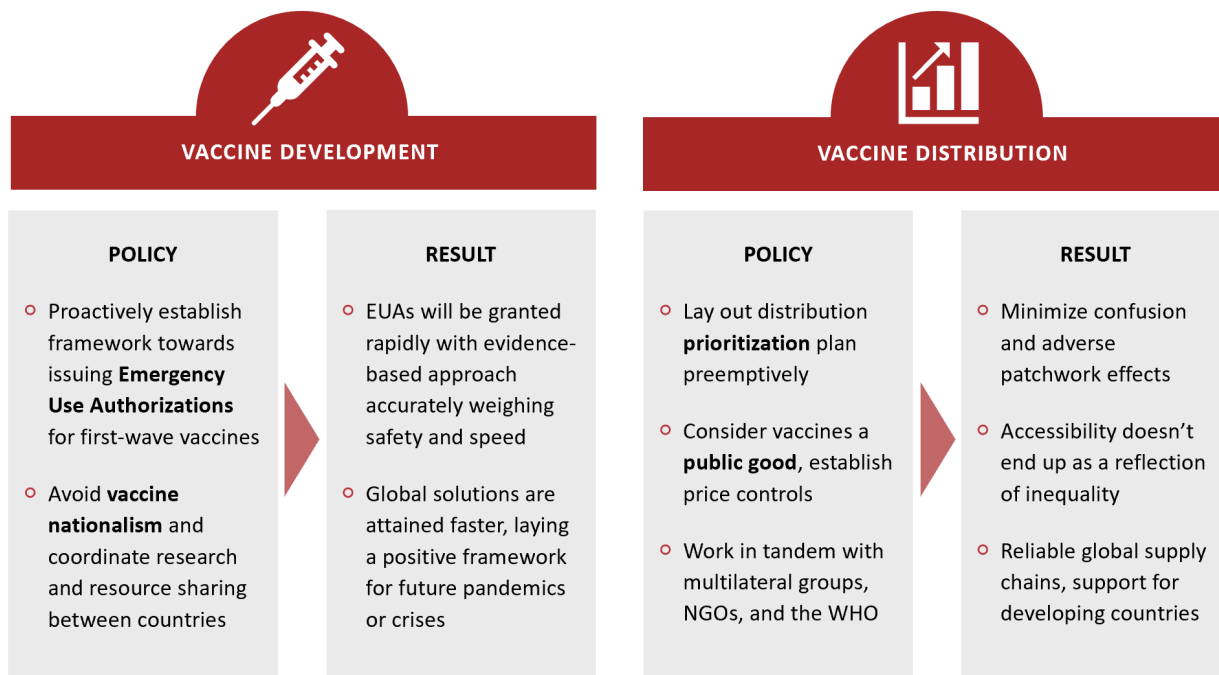 VACCINE DEVELOPMENT
POLICY
Proactively establish
framework towards
issuing Emergency
Use Authorizations
for first-wave vaccines
Avoid vaccine
nationalism and
coordinate research
and resource sharing
between countries
RESULT
EUAs will be granted
rapidly with evidence-
based approach
accurately weighing
safety and speed
Global solutions are
attained faster, laying
a positive framework
for future pandemics
or crises
VACCINE DISTRIBUTION
POLICY
Lay out distribution
prioritization plan
preemptively
Consider vaccines a
public good, establish
price controls
Work in tandem with
multilateral groups,
NGOs, and the WHO
RESULT
Minimize confusion
and adverse
patchwork effects
Accessibility doesn’t
end up as a reflection
of inequality
Reliable global supply
chains, support for
developing countries